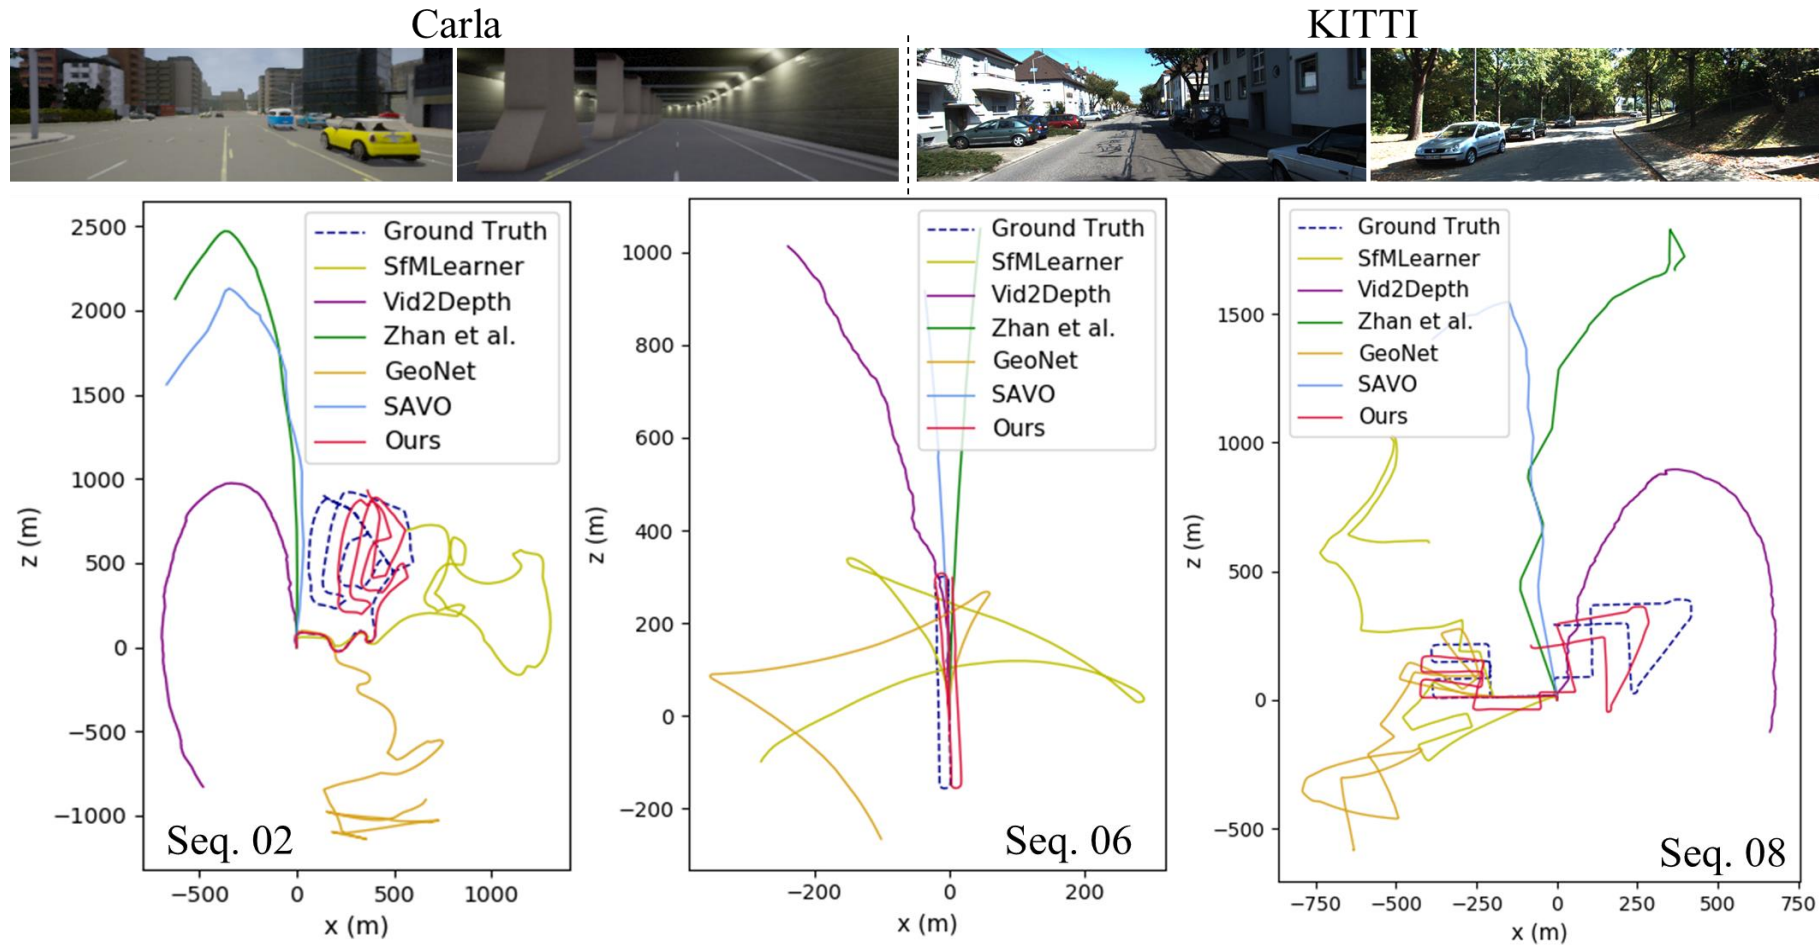 Carla
KITTI
2500
2000
1500
1000
500
0
−500
−1000
z (m)
−500
0
500
1000
x (m)
Ground Truth
SfMLearner
Vid2Depth
Zhan et al.
GeoNet
SAVO
Ours
Seq. 02
1000
800
600
400
200
0
−200
z (m)
−200
0
200
x (m)
Ground Truth
SfMLearner
Vid2Depth
Zhan et al.
GeoNet
SAVO
Ours
Seq. 06
1500
1000
500
0
−500
z (m)
−750
−500
−250
0
250
500
750
x (m)
Ground Truth
SfMLearner
Vid2Depth
Zhan et al.
GeoNet
SAVO
Ours
Seq. 08